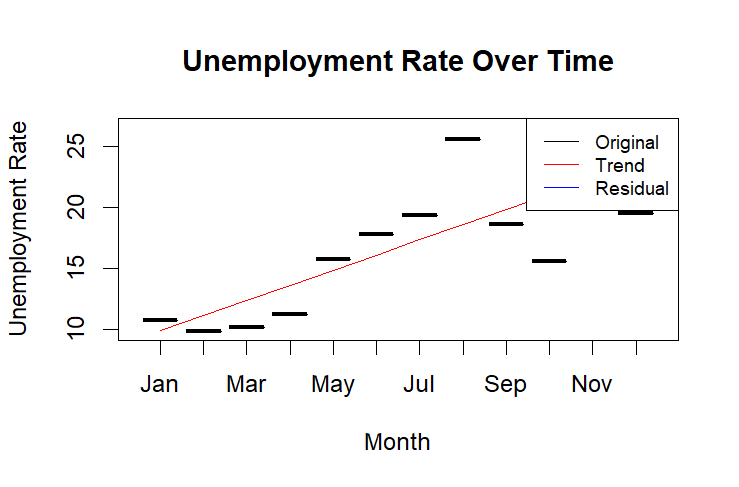 Unemployment Rate Over Time
Unemployment Rate
25
20
15
10
Original
Trend
Residual
Jan Mar May Jul Sep Nov
Month